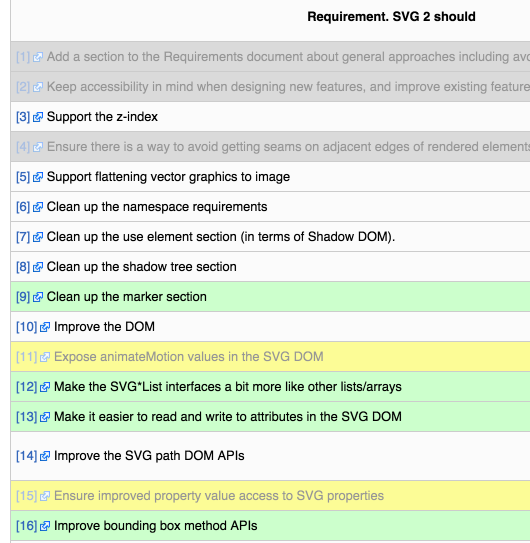 Requirement. SVG 2 should
[1] Add a section to the Requirements document about general approaches including
[2] Keep accessibility in mind when designing new features, and improve existing
[3] Support the z-index
[4] Ensure there is a way to avoid getting seams on adjacent edges of rendered
[5] Support flattening vector graphics to image
[6] Clean up the namespace requirements
[7] Clean up the use element section (in terms of Shadow DOM).
[8] Clean up the shadow tree section
[9] Clean up the marker section
[10] Improve the DOM
[11] Expose animateMotion values in the SVG DOM
[12] Make the SVG*List interfaces a bit more like other lists/arrays
[13] Make it easier to read and write to attributes in the SVG DOM
[14] Improve the SVG path DOM APIs
[15] Ensure improved property value access to SVG properties
[16] Improve bounding box method APIs